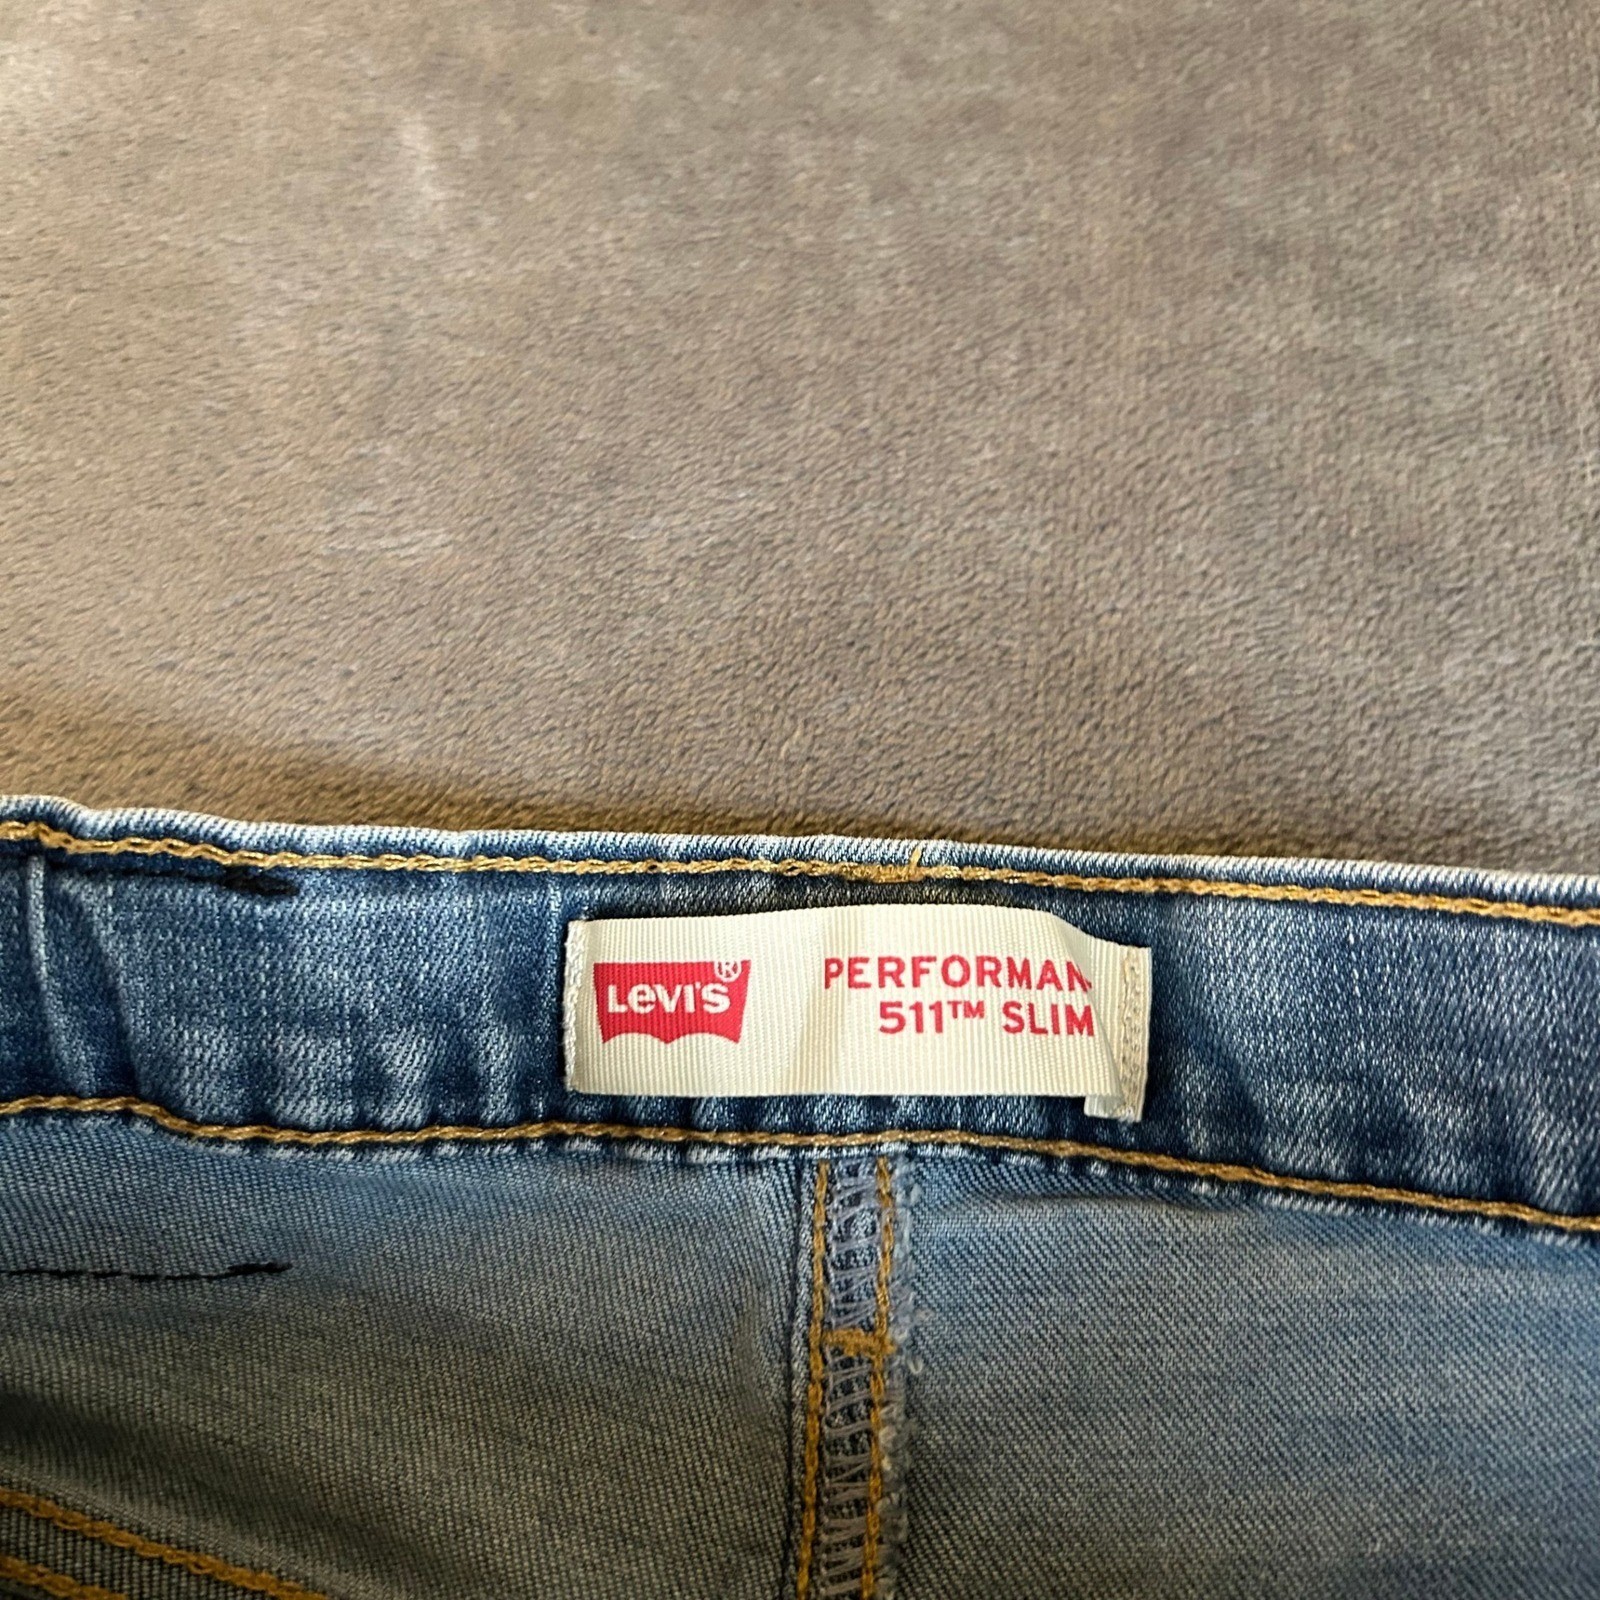 LEVI'S®
PERFORMAN
511™ SLIM